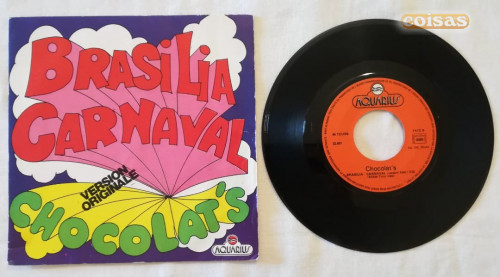 coisas
BRASILIA
CARNAVAL
VERSION
ORIGINALE
CHOCOLAT'S
AQUARIUS
AQUARIUS
Chocolat's